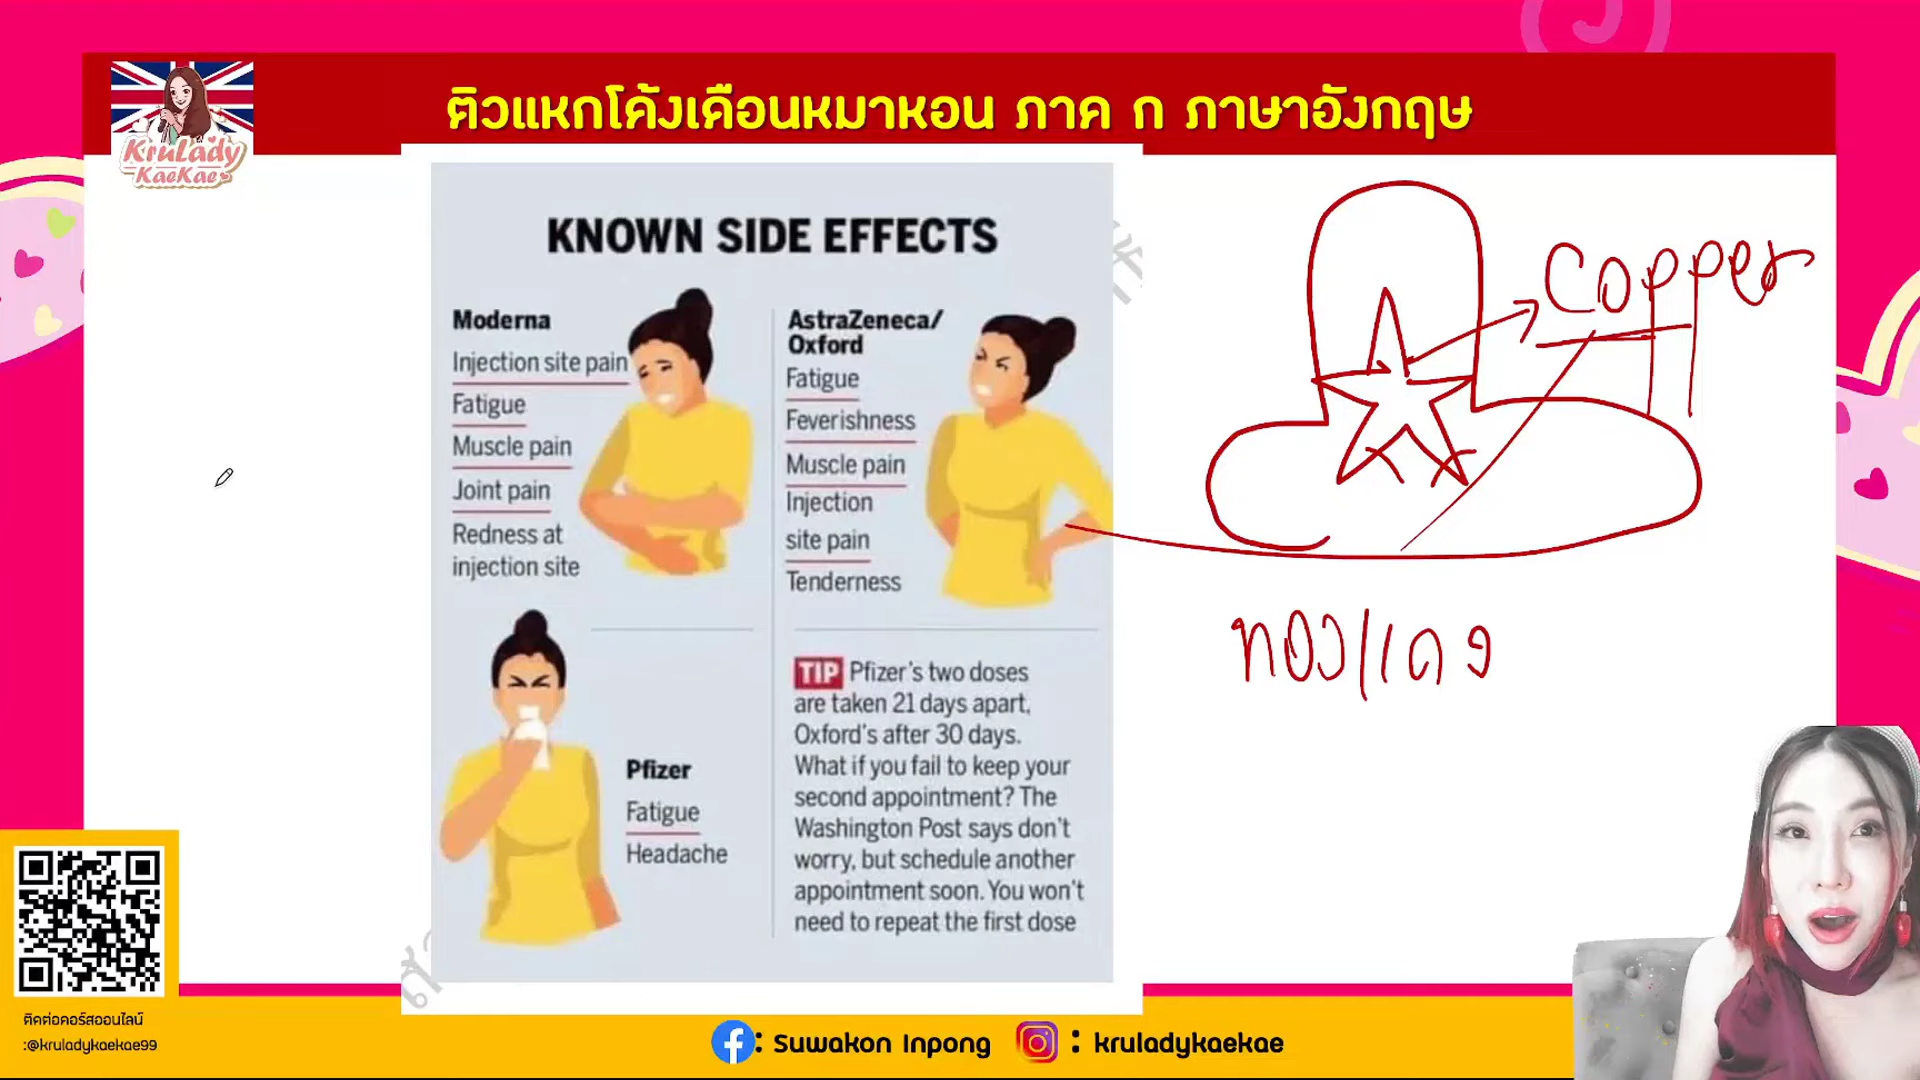 ติวแหกโค้งเดือนหมาหอน ภาค ก ภาษาอังกฤษ
KruLady
KaeKae
KNOWN SIDE EFFECTS
Moderna
Injection site pain
Fatigue
Muscle pain
Joint pain
Redness at
injection site
AstraZeneca/
Oxford
Fatigue
Feverishness
Muscle pain
Injection
site pain
Tenderness
Pfizer
Fatigue
Headache
TIP Pfizer's two doses
are taken 21 days apart,
Oxford's after 30 days.
What if you fail to keep your
second appointment? The
Washington Post says don't
worry, but schedule another
appointment soon. You won't
need to repeat the first dose
copper
ทองแดง
ติดต่อคอร์สออนไลน์
:@kruladykaekae99
: Suwakon Inpong
: kruladykaekae